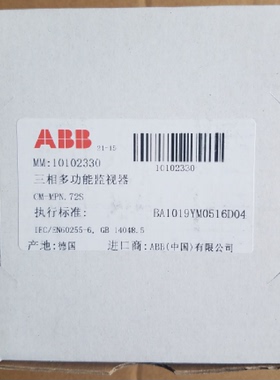 ABB 21-15
MM:10102330
10102330
三相多功能监视器
CM-MPN.72S
执行标准: BA1019YM0516D04
IEC/EN60255-6, GB 14048.5
产地:德国 进口商:ABB(中国)有限公司